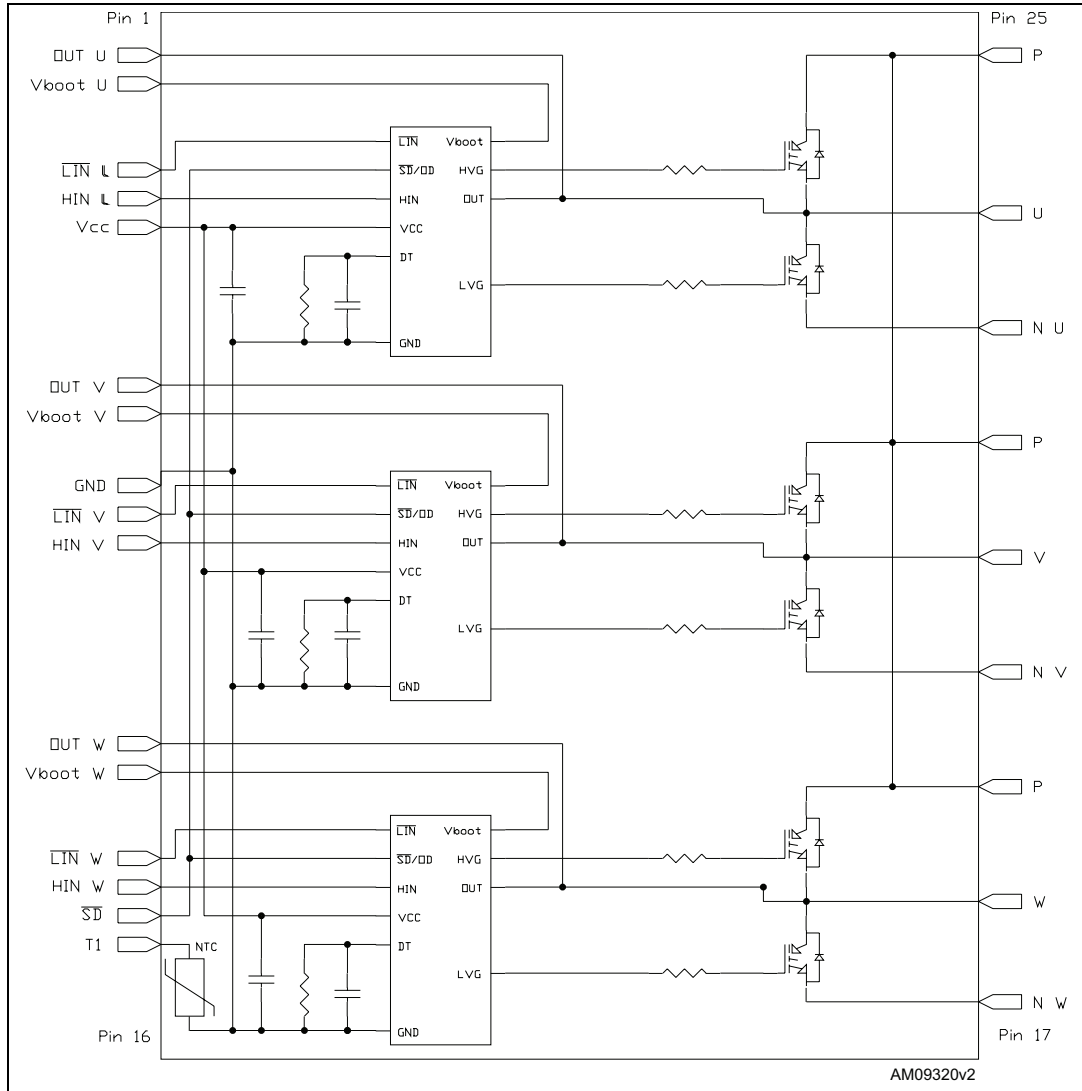 Pin 1
Pin 25
OUT U
P
Vboot U
LIN
Vboot
LIN U
SD/OD
HVG
HIN U
HIN
OUT
U
Vcc
VCC
DT
LVG
GND
N U
OUT V
Vboot V
P
GND
LIN
Vboot
LIN V
SD/OD
HVG
HIN V
HIN
OUT
V
VCC
DT
LVG
GND
N V
OUT W
Vboot W
P
LIN
Vboot
LIN W
SD/OD
HVG
HIN W
HIN
OUT
W
SD
VCC
T1
NTC
DT
LVG
N W
GND
Pin 16
Pin 17
AM09320v2